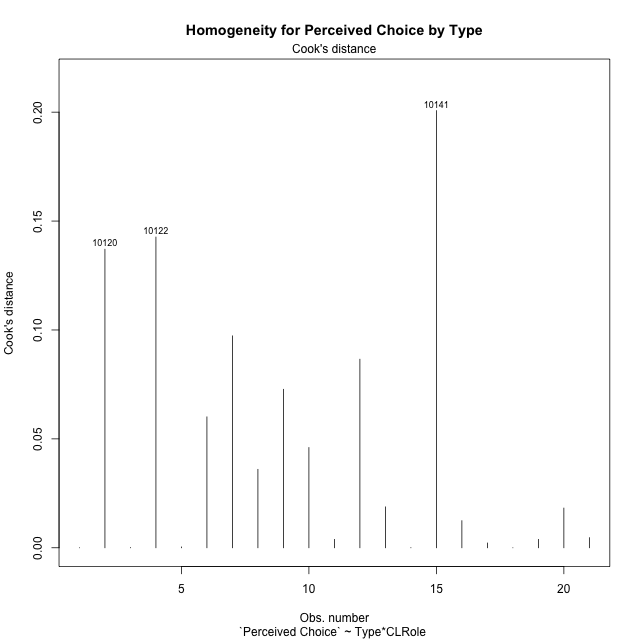 Homogeneity for Perceived Choice by Type
Cook's distance
10141
10120
10122
0.20
0.15
0.10
0.05
0.00
Cook's distance
5
10
15
20
Obs. number
`Perceived Choice` ~ Type*CLRole